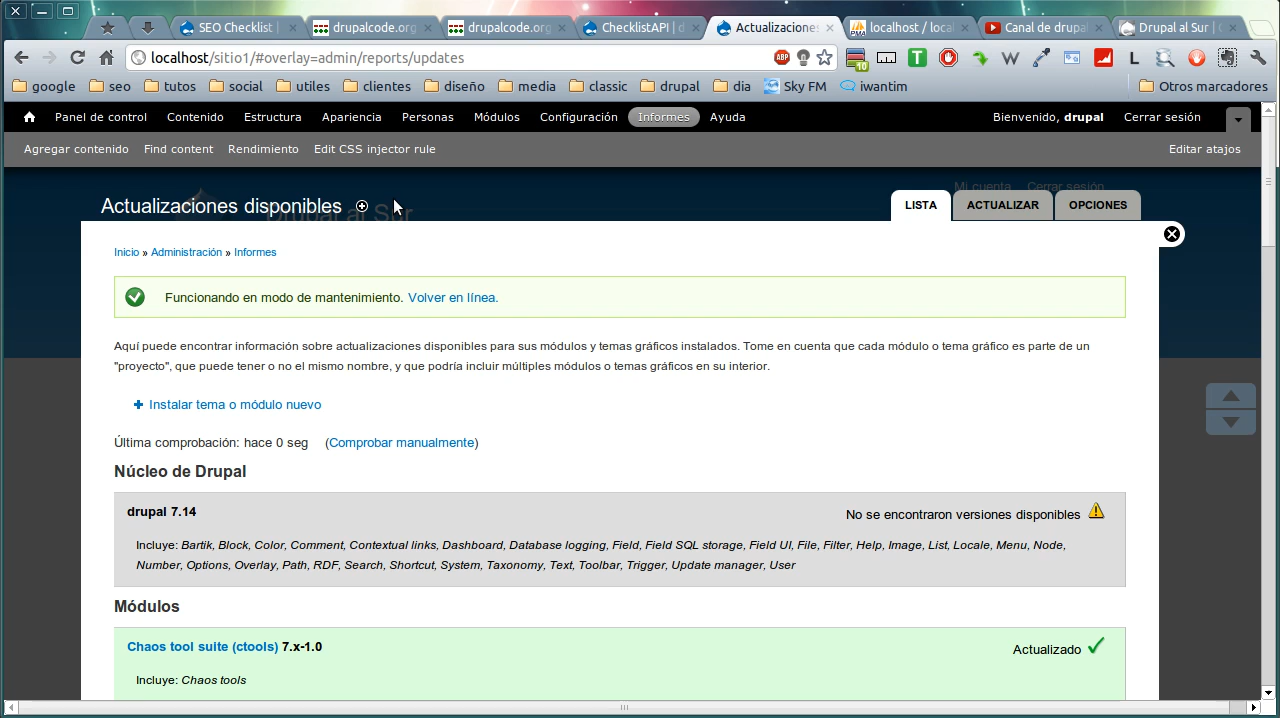 SEO Checklist |
drupalcode.org
drupalcode.org
ChecklistAPI | d
Actualizaciones
localhost / local
Canal de drupal
Drupal al Sur | 
localhost/sitio1/#overlay=admin/reports/updates
ABP
10
T
W
L
google
seo
tutos
social
utiles
clientes
diseño
media
classic
drupal
dia
Sky FM
iwantim
Otros marcadores
Panel de control
Contenido
Estructura
Apariencia
Personas
Módulos
Configuración
Informes
Ayuda
Bienvenido, drupal
Cerrar sesión
Agregar contenido
Find content
Rendimiento
Edit CSS injector rule
Editar atajos
Mi cuenta
Cerrar sesión
Drupal al Sur
Actualizaciones disponibles
LISTA
ACTUALIZAR
OPCIONES
Inicio » Administración » Informes
Funcionando en modo de mantenimiento. Volver en línea.
Aquí puede encontrar información sobre actualizaciones disponibles para sus módulos y temas gráficos instalados. Tome en cuenta que cada módulo o tema gráfico es parte de un
"proyecto", que puede tener o no el mismo nombre, y que podría incluir múltiples módulos o temas gráficos en su interior.
Instalar tema o módulo nuevo
Última comprobación: hace 0 seg (Comprobar manualmente)
Núcleo de Drupal
drupal 7.14
No se encontraron versiones disponibles
Incluye: Bartik, Block, Color, Comment, Contextual links, Dashboard, Database logging, Field, Field SQL storage, Field UI, File, Filter, Help, Image, List, Locale, Menu, Node,
Number, Options, Overlay, Path, RDF, Search, Shortcut, System, Taxonomy, Text, Toolbar, Trigger, Update manager, User
Módulos
Chaos tool suite (ctools) 7.x-1.0
Actualizado
Incluye: Chaos tools